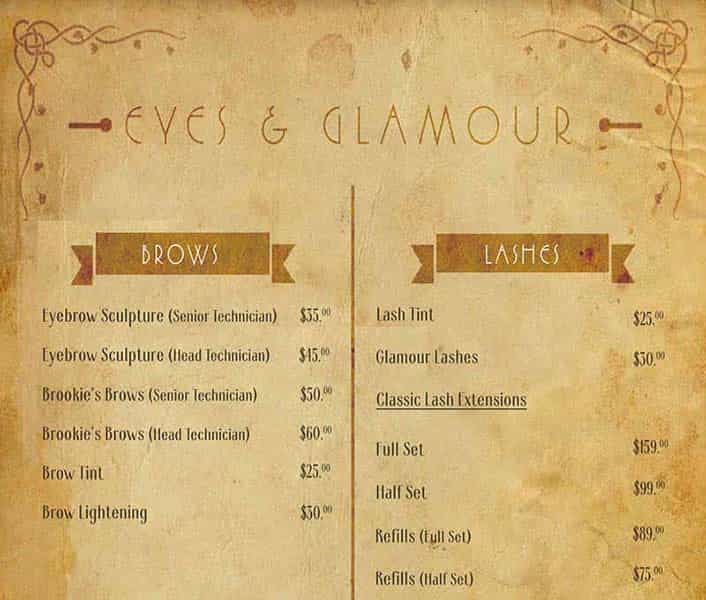 EYES & GLAMOUR
BROWS
Eyebrow Sculpture (Senior Technician) $35.00
Eyebrow Sculpture (Head Technician) $45.00
Brookie's Brows (Senior Technician) $50.00
Brookie's Brows (Head Technician) $60.00
Brow Tint $25.00
Brow Lightening $30.00
LASHES
Lash Tint $25.00
Glamour Lashes $30.00
Classic Lash Extensions
Full Set $159.00
Half Set $99.00
Refills (Full Set) $89.00
Refills (Half Set) $75.00